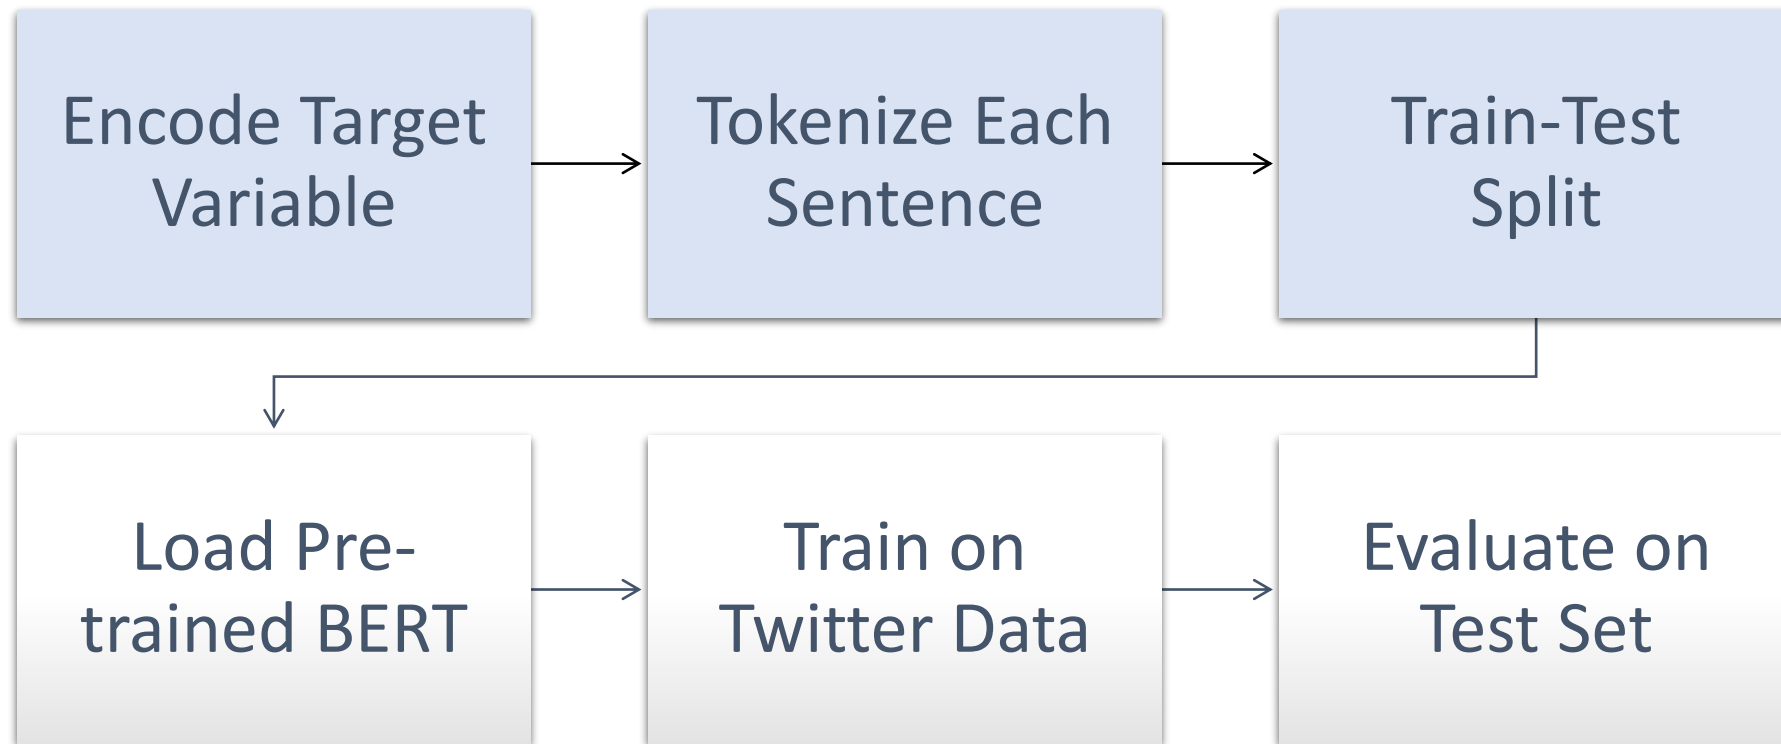 Encode Target
Variable
Tokenize Each
Sentence
Train-Test
Split
Load Pre-
trained BERT
Train on
Twitter Data
Evaluate on
Test Set